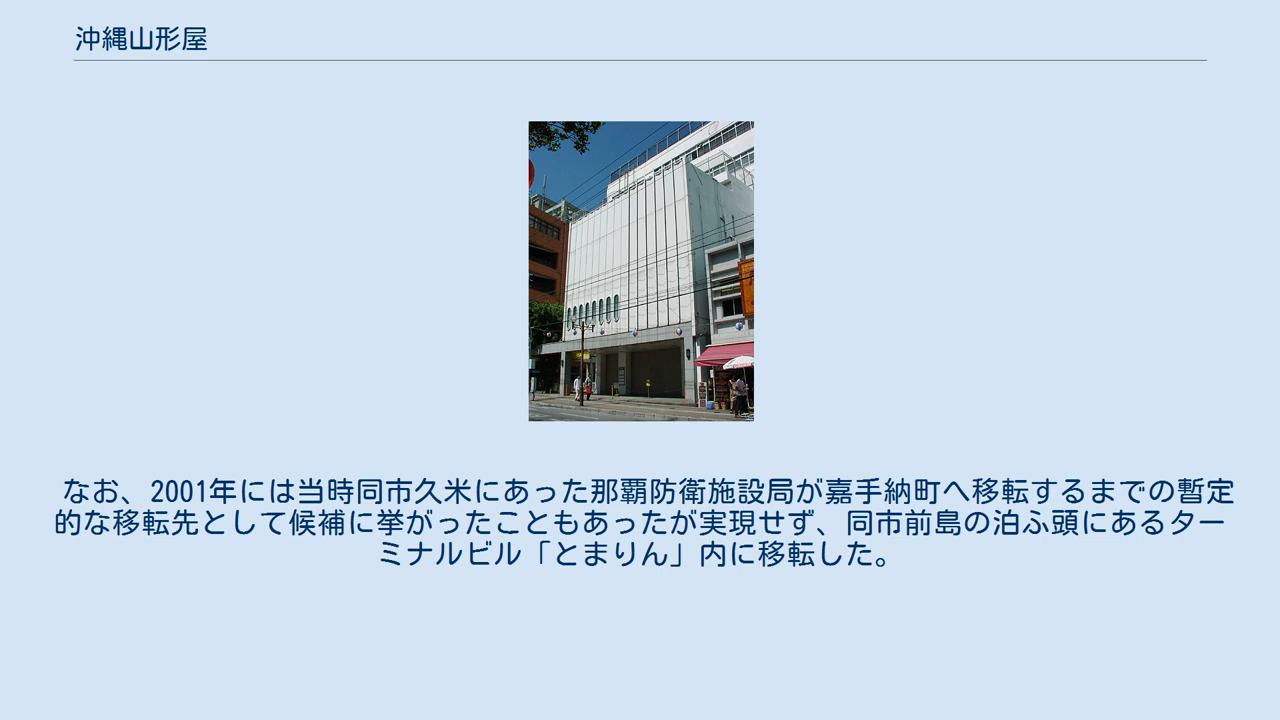 沖縄山形屋
なお、2001年には当時同市久米にあった那覇防衛施設局が嘉手納町へ移転するまでの暫定
的な移転先として候補に挙がったこともあったが実現せず、同市前島の泊ふ頭にあるター
ミナルビル「とまりん」内に移転した。